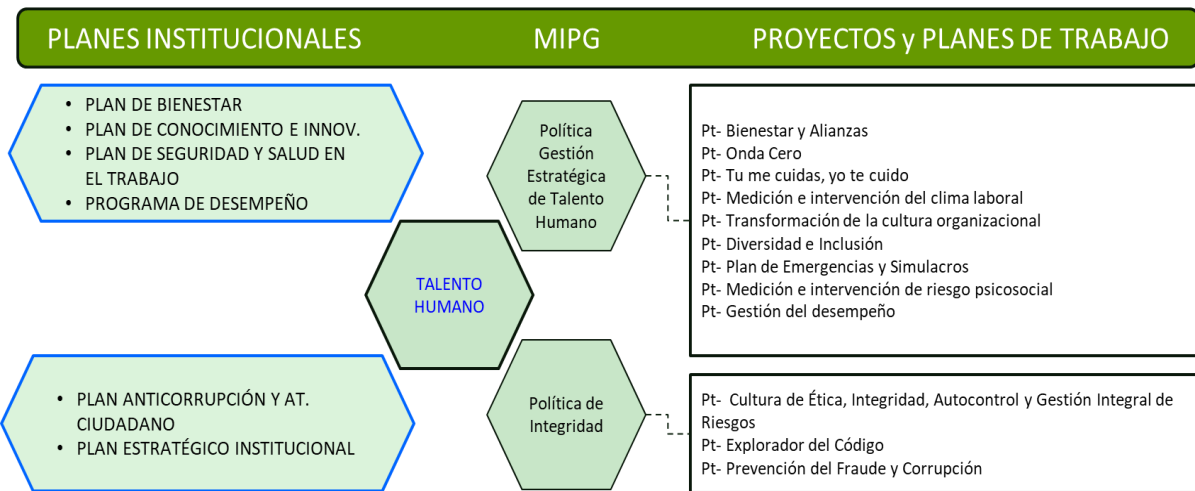 PLANES INSTITUCIONALES
MIPG
PROYECTOS y PLANES DE TRABAJO
• PLAN DE BIENESTAR
• PLAN DE CONOCIMIENTO E INNOV.
• PLAN DE SEGURIDAD Y SALUD EN
EL TRABAJO
• PROGRAMA DE DESEMPEÑO
Política
Gestión
Estratégica
de Talento
Humano
Pt- Bienestar y Alianzas
Pt- Onda Cero
Pt- Tu me cuidas, yo te cuido
Pt- Medición e intervención del clima laboral
Pt- Transformación de la cultura organizacional
Pt- Diversidad e Inclusión
Pt- Plan de Emergencias y Simulacros
Pt- Medición e intervención de riesgo psicosocial
Pt- Gestión del desempeño
TALENTO
HUMANO
• PLAN ANTICORRUPCIÓN Y AT.
CIUDADANO
• PLAN ESTRATÉGICO INSTITUCIONAL
Política de
Integridad
Pt- Cultura de Ética, Integridad, Autocontrol y Gestión Integral de
Riesgos
Pt- Explorador del Código
Pt- Prevención del Fraude y Corrupción